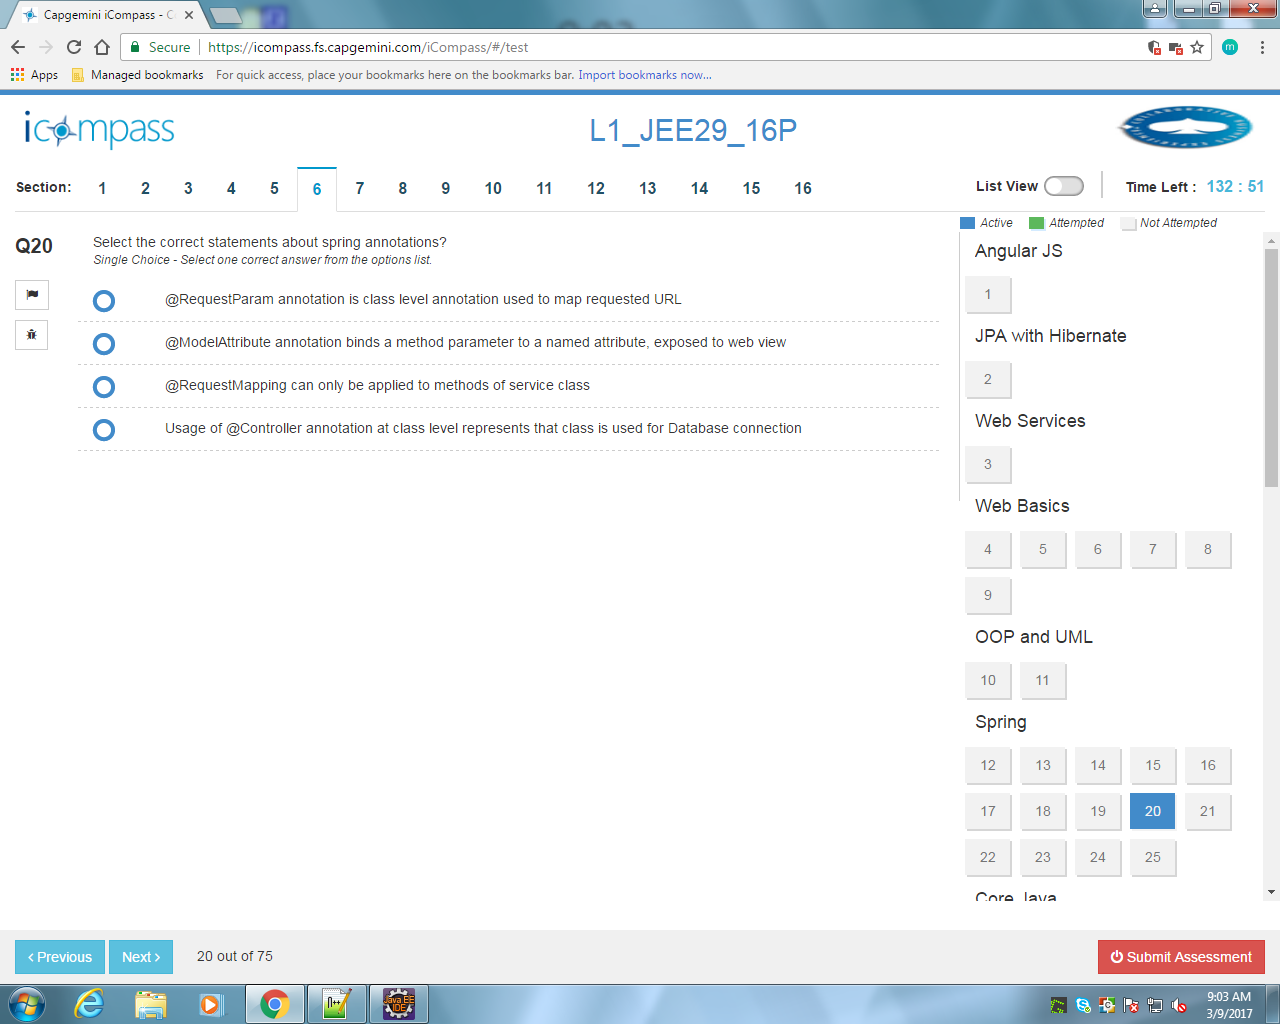 Capgemini iCompass - C
Secure https://icompass.fs.capgemini.com/iCompass/#/test
m
Apps Managed bookmarks For quick access, place your bookmarks here on the bookmarks bar. Import bookmarks now...
icompass
L1_JEE29_16P
Section: 1 2 3 4 5 6 7 8 9 10 11 12 13 14 15 16
List View Time Left : 132 : 51
Active Attempted Not Attempted
Q20
Select the correct statements about spring annotations?
Single Choice - Select one correct answer from the options list.
@RequestParam annotation is class level annotation used to map requested URL
@ModelAttribute annotation binds a method parameter to a named attribute, exposed to web view
@RequestMapping can only be applied to methods of service class
Usage of @Controller annotation at class level represents that class is used for Database connection
Angular JS
1
JPA with Hibernate
2
Web Services
3
Web Basics
4 5 6 7 8
9
OOP and UML
10 11
Spring
12 13 14 15 16
17 18 19 20 21
22 23 24 25
Core Java
Previous Next 20 out of 75
Submit Assessment
Java EE
IDE
9:03 AM
3/9/2017